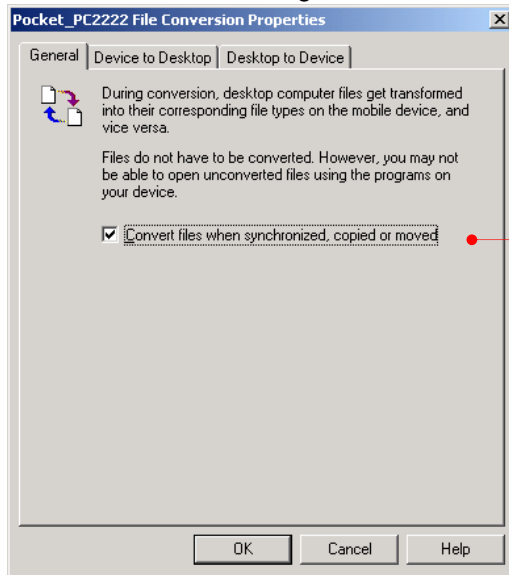 Pocket_PC2222 File Conversion Properties
General Device to Desktop Desktop to Device
During conversion, desktop computer files get transformed
into their corresponding file types on the mobile device, and
vice versa.
Files do not have to be converted. However, you may not
be able to open unconverted files using the programs on
your device.
Convert files when synchronized, copied or moved
OK Cancel Help